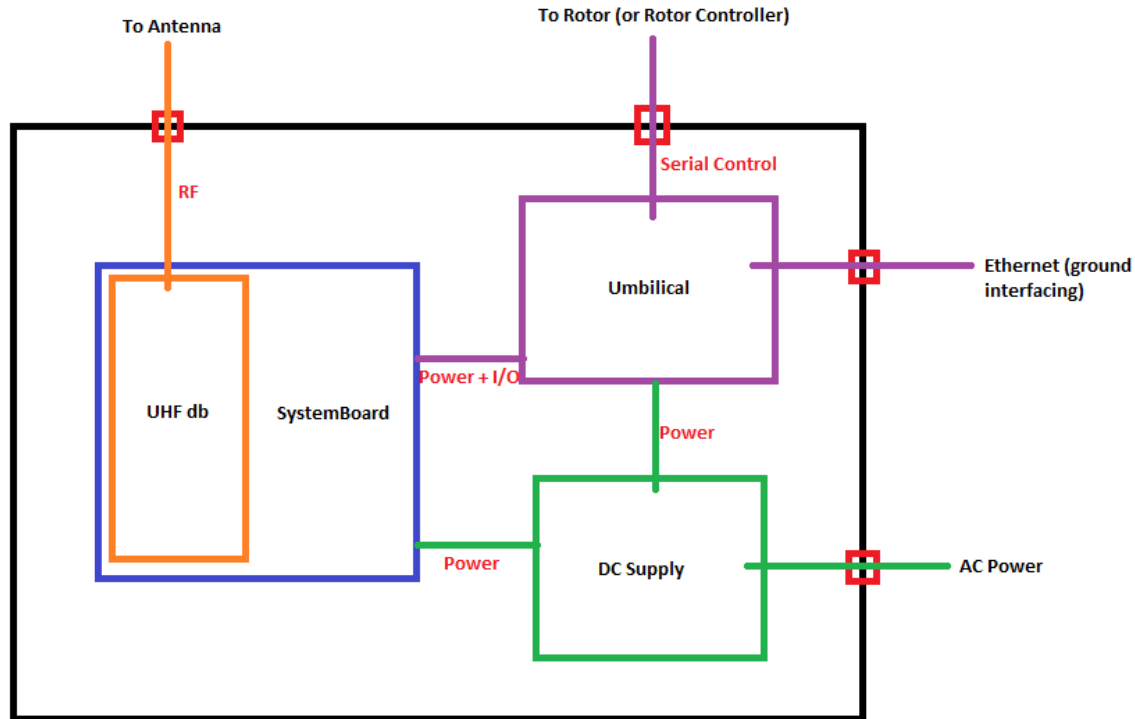 To Antenna
To Rotor (or Rotor Controller)
RF
Serial Control
Ethernet (ground
interfacing)
Umbilical
Power + I/O
UHF db
SystemBoard
Power
Power
DC Supply
AC Power